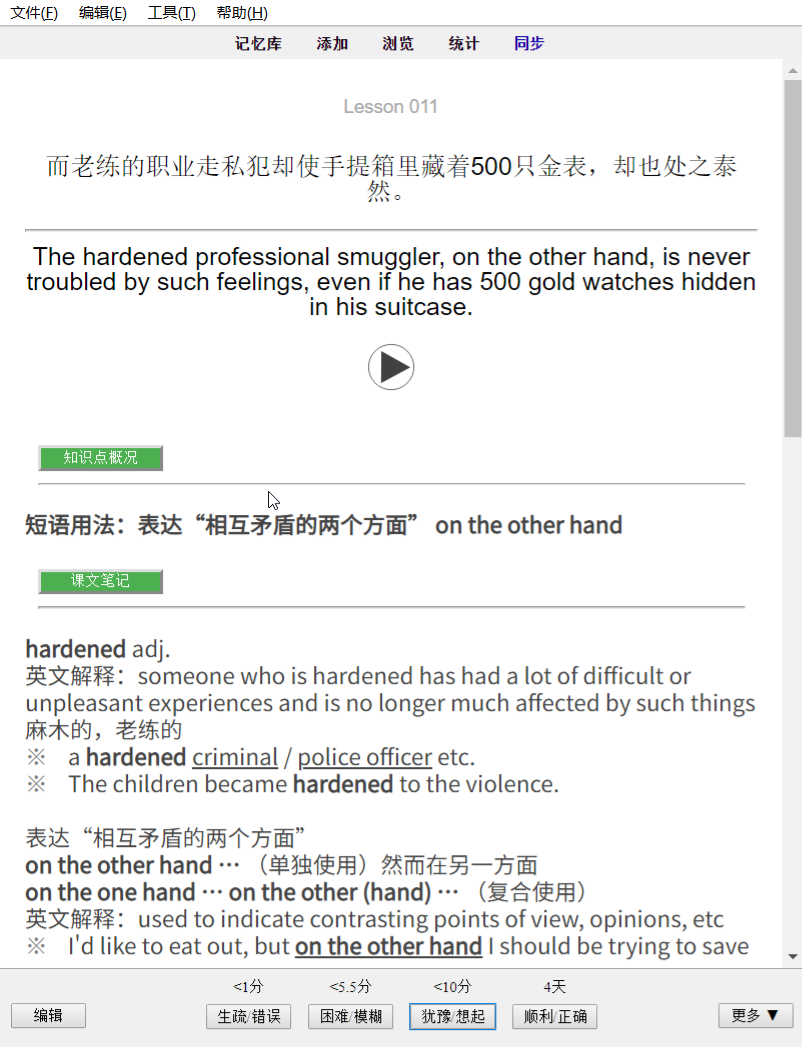 文件(F) 编辑(E) 工具(T) 帮助(H)
记忆库 添加 浏览 统计 同步
Lesson 011
而老练的职业走私犯却使手提箱里藏着500只金表，却也处之泰
然。
The hardened professional smuggler, on the other hand, is never
troubled by such feelings, even if he has 500 gold watches hidden
in his suitcase.
知识点概况
短语用法：表达“相互矛盾的两个方面” on the other hand
课文笔记
hardened adj.
英文解释：someone who is hardened has had a lot of difficult or
unpleasant experiences and is no longer much affected by such things
麻木的，老练的
※ a hardened criminal / police officer etc.
※ The children became hardened to the violence.
表达“相互矛盾的两个方面”
on the other hand … （单独使用）然而在另一方面
on the one hand … on the other (hand) … （复合使用）
英文解释：used to indicate contrasting points of view, opinions, etc
※ I'd like to eat out, but on the other hand I should be trying to save
<1分 <5.5分 <10分 4天
编辑 生疏/错误 困难/模糊 犹豫/想起 顺利/正确 更多 ▼